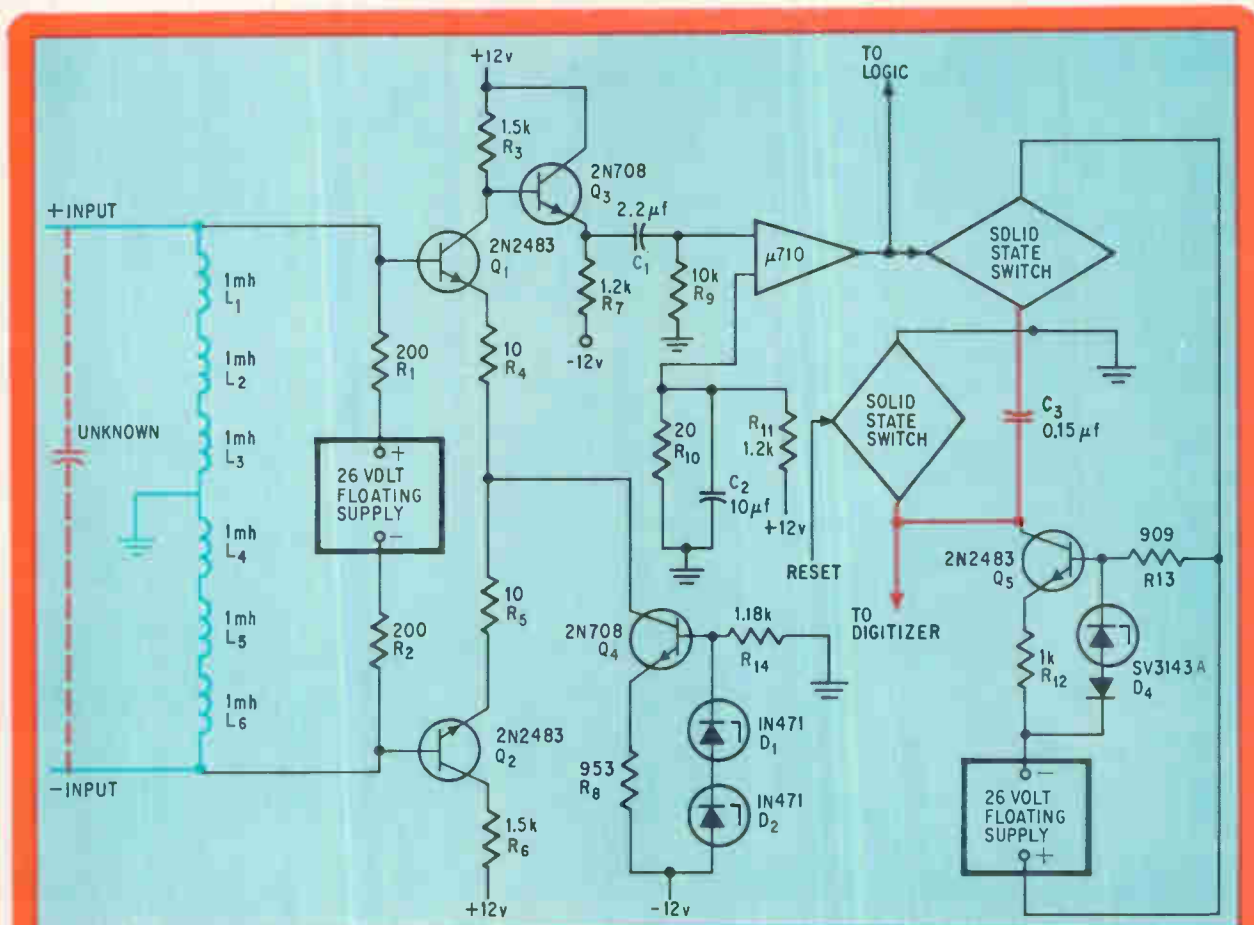 +12v
1.5k
R3
2N708
Q3
2.2 µf
C1
TO
LOGIC
+INPUT
2N2483
Q1
1.2k
R7
-12v
10k
R9
µ710
SOLID
STATE
SWITCH
1mh
L1
1mh
L2
1mh
L3
UNKNOWN
200
R1
10
R4
26 VOLT
FLOATING
SUPPLY
+
-
20
R10
R11
1.2k
C2
10µf
+12v
SOLID
STATE
SWITCH
RESET
C3
0.15 µf
1mh
L4
1mh
L5
1mh
L6
200
R2
10
R5
2N708
Q4
1.18k
R14
TO
DIGITIZER
2N2483
Q5
909
R13
1k
R12
SV3143A
D4
-INPUT
2N2483
Q2
953
R8
IN471
D1
IN471
D2
1.5k
R6
+12v
-12v
-
26 VOLT
FLOATING
SUPPLY
+